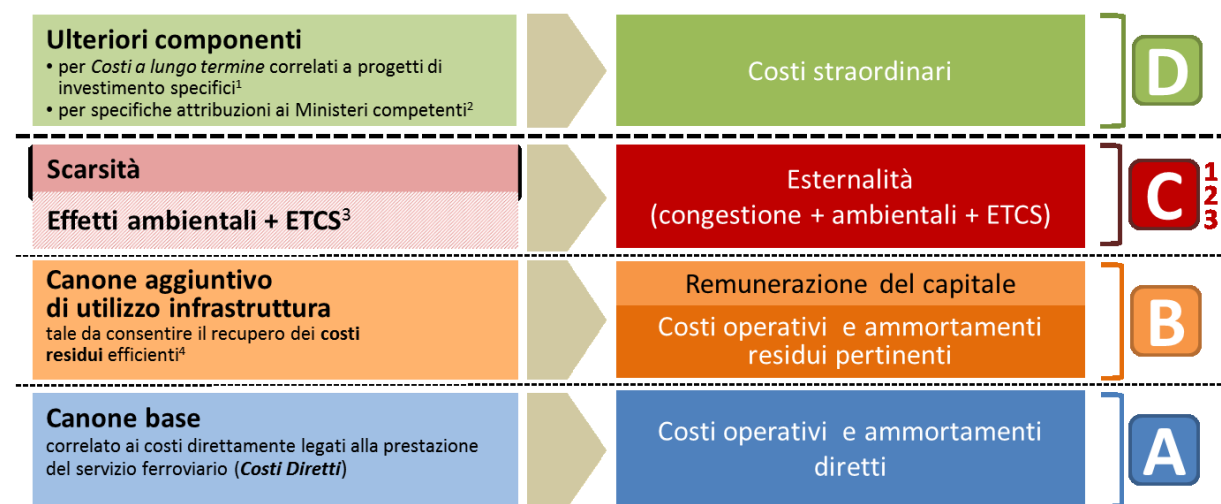 Ulteriori componenti
• per Costi a lungo termine correlati a progetti di
investimento specifici¹
• per specifiche attribuzioni ai Ministeri competenti²
Costi straordinari
D
Scarsità
Effetti ambientali + ETCS³
Esternalità
(congestione + ambientali + ETCS)
C
1
2
3
Canone aggiuntivo
di utilizzo infrastruttura
tale da consentire il recupero dei costi
residui efficienti⁴
Remunerazione del capitale
Costi operativi e ammortamenti
residui pertinenti
B
Canone base
correlato ai costi direttamente legati alla prestazione
del servizio ferroviario (Costi Diretti)
Costi operativi e ammortamenti
diretti
A